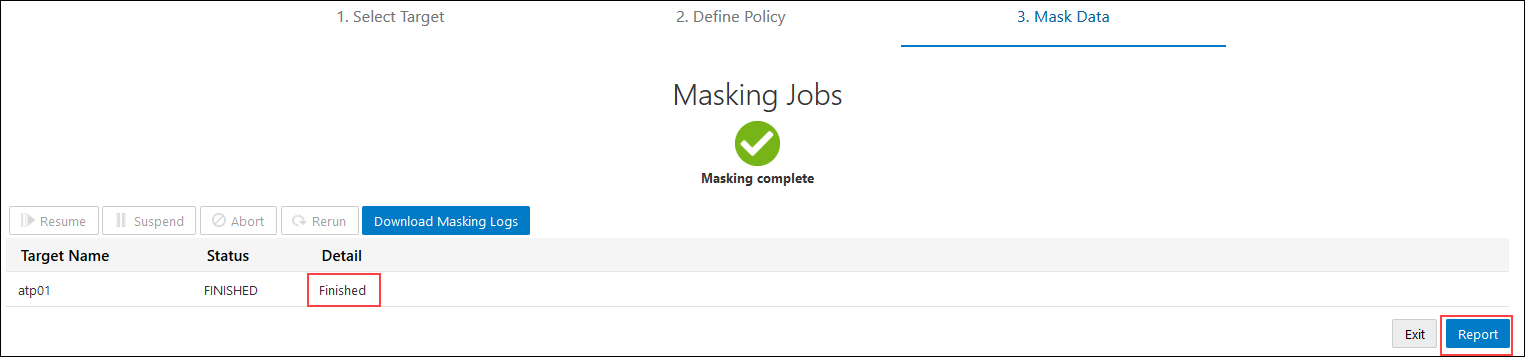 1. Select Target 2. Define Policy 3. Mask Data
Masking Jobs
Masking complete
Resume Suspend Abort Rerun Download Masking Logs
Target Name Status Detail
atp01 FINISHED Finished
Exit Report